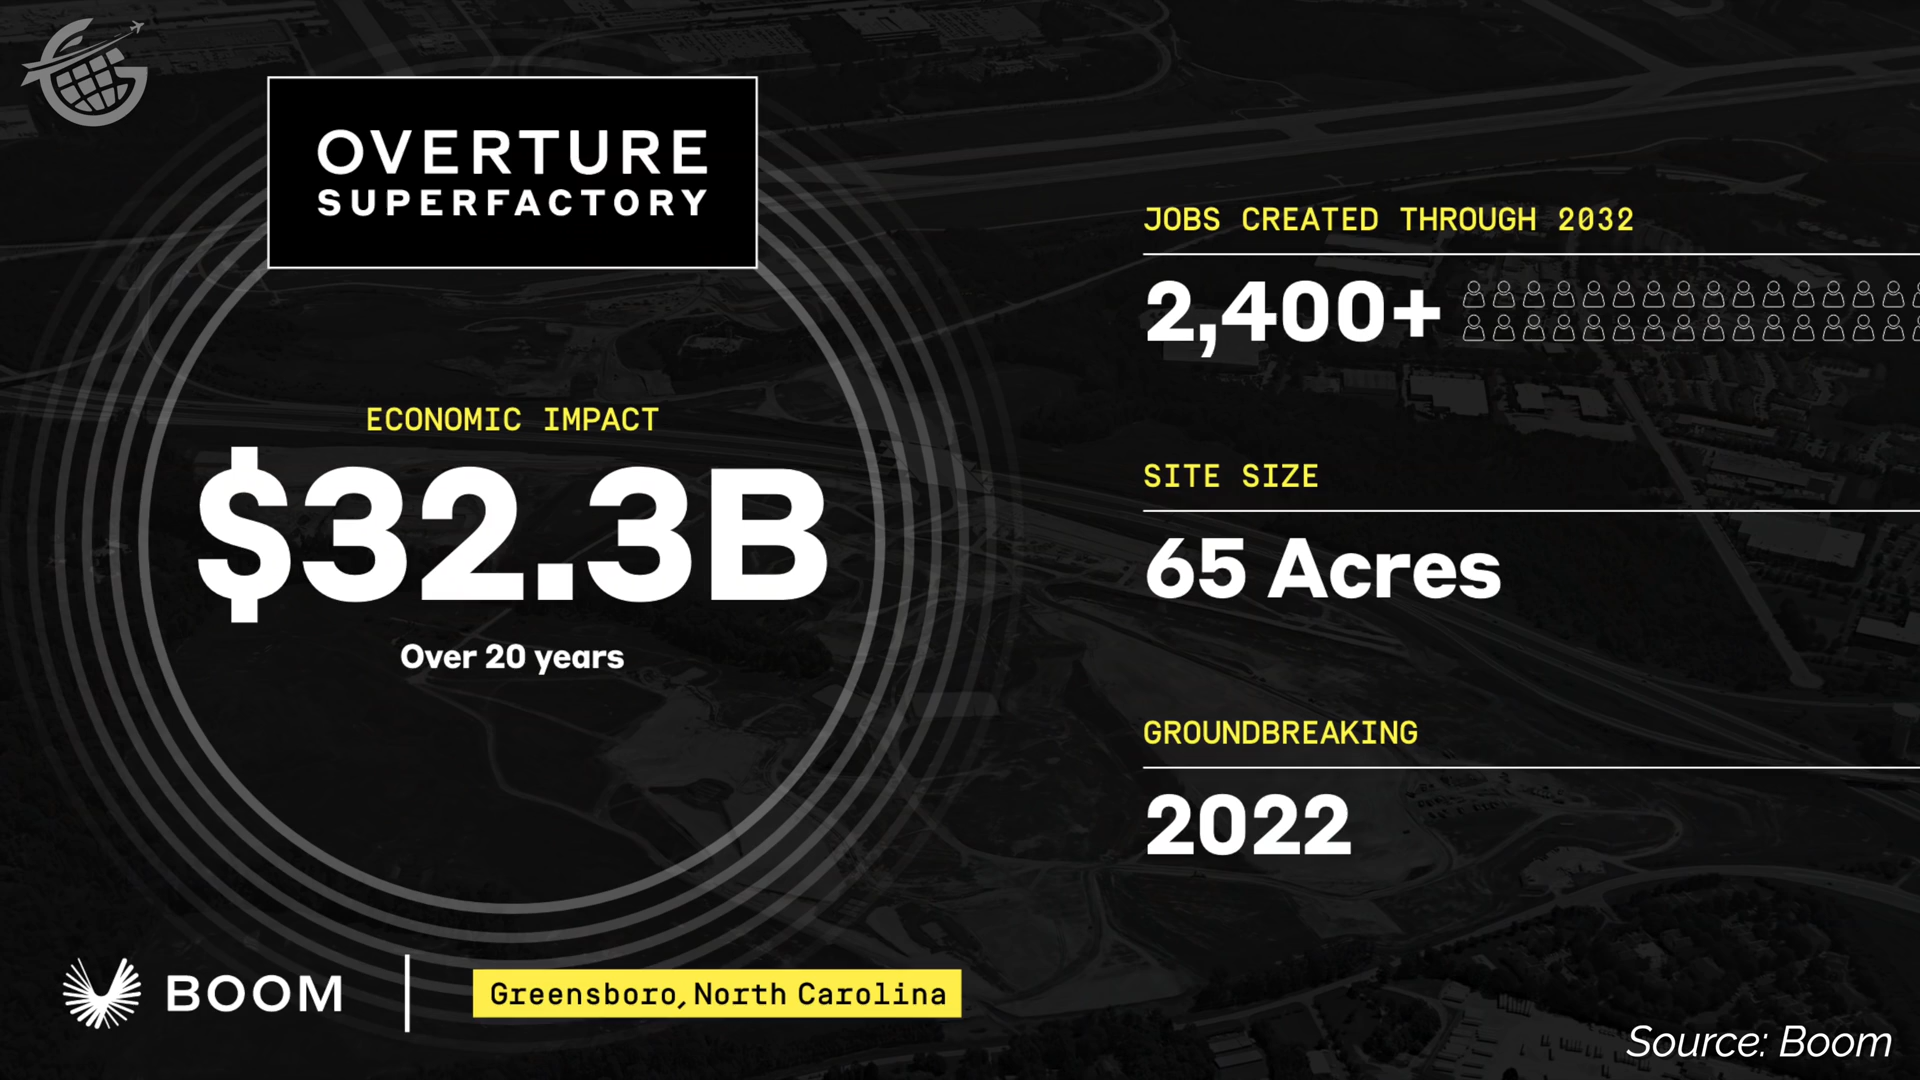 OVERTURE
SUPERFACTORY
ECONOMIC IMPACT
$32.3B
Over 20 years
JOBS CREATED THROUGH 2032
2,400+
SITE SIZE
65 Acres
GROUNDBREAKING
2022
BOOM
Greensboro, North Carolina
Source: Boom